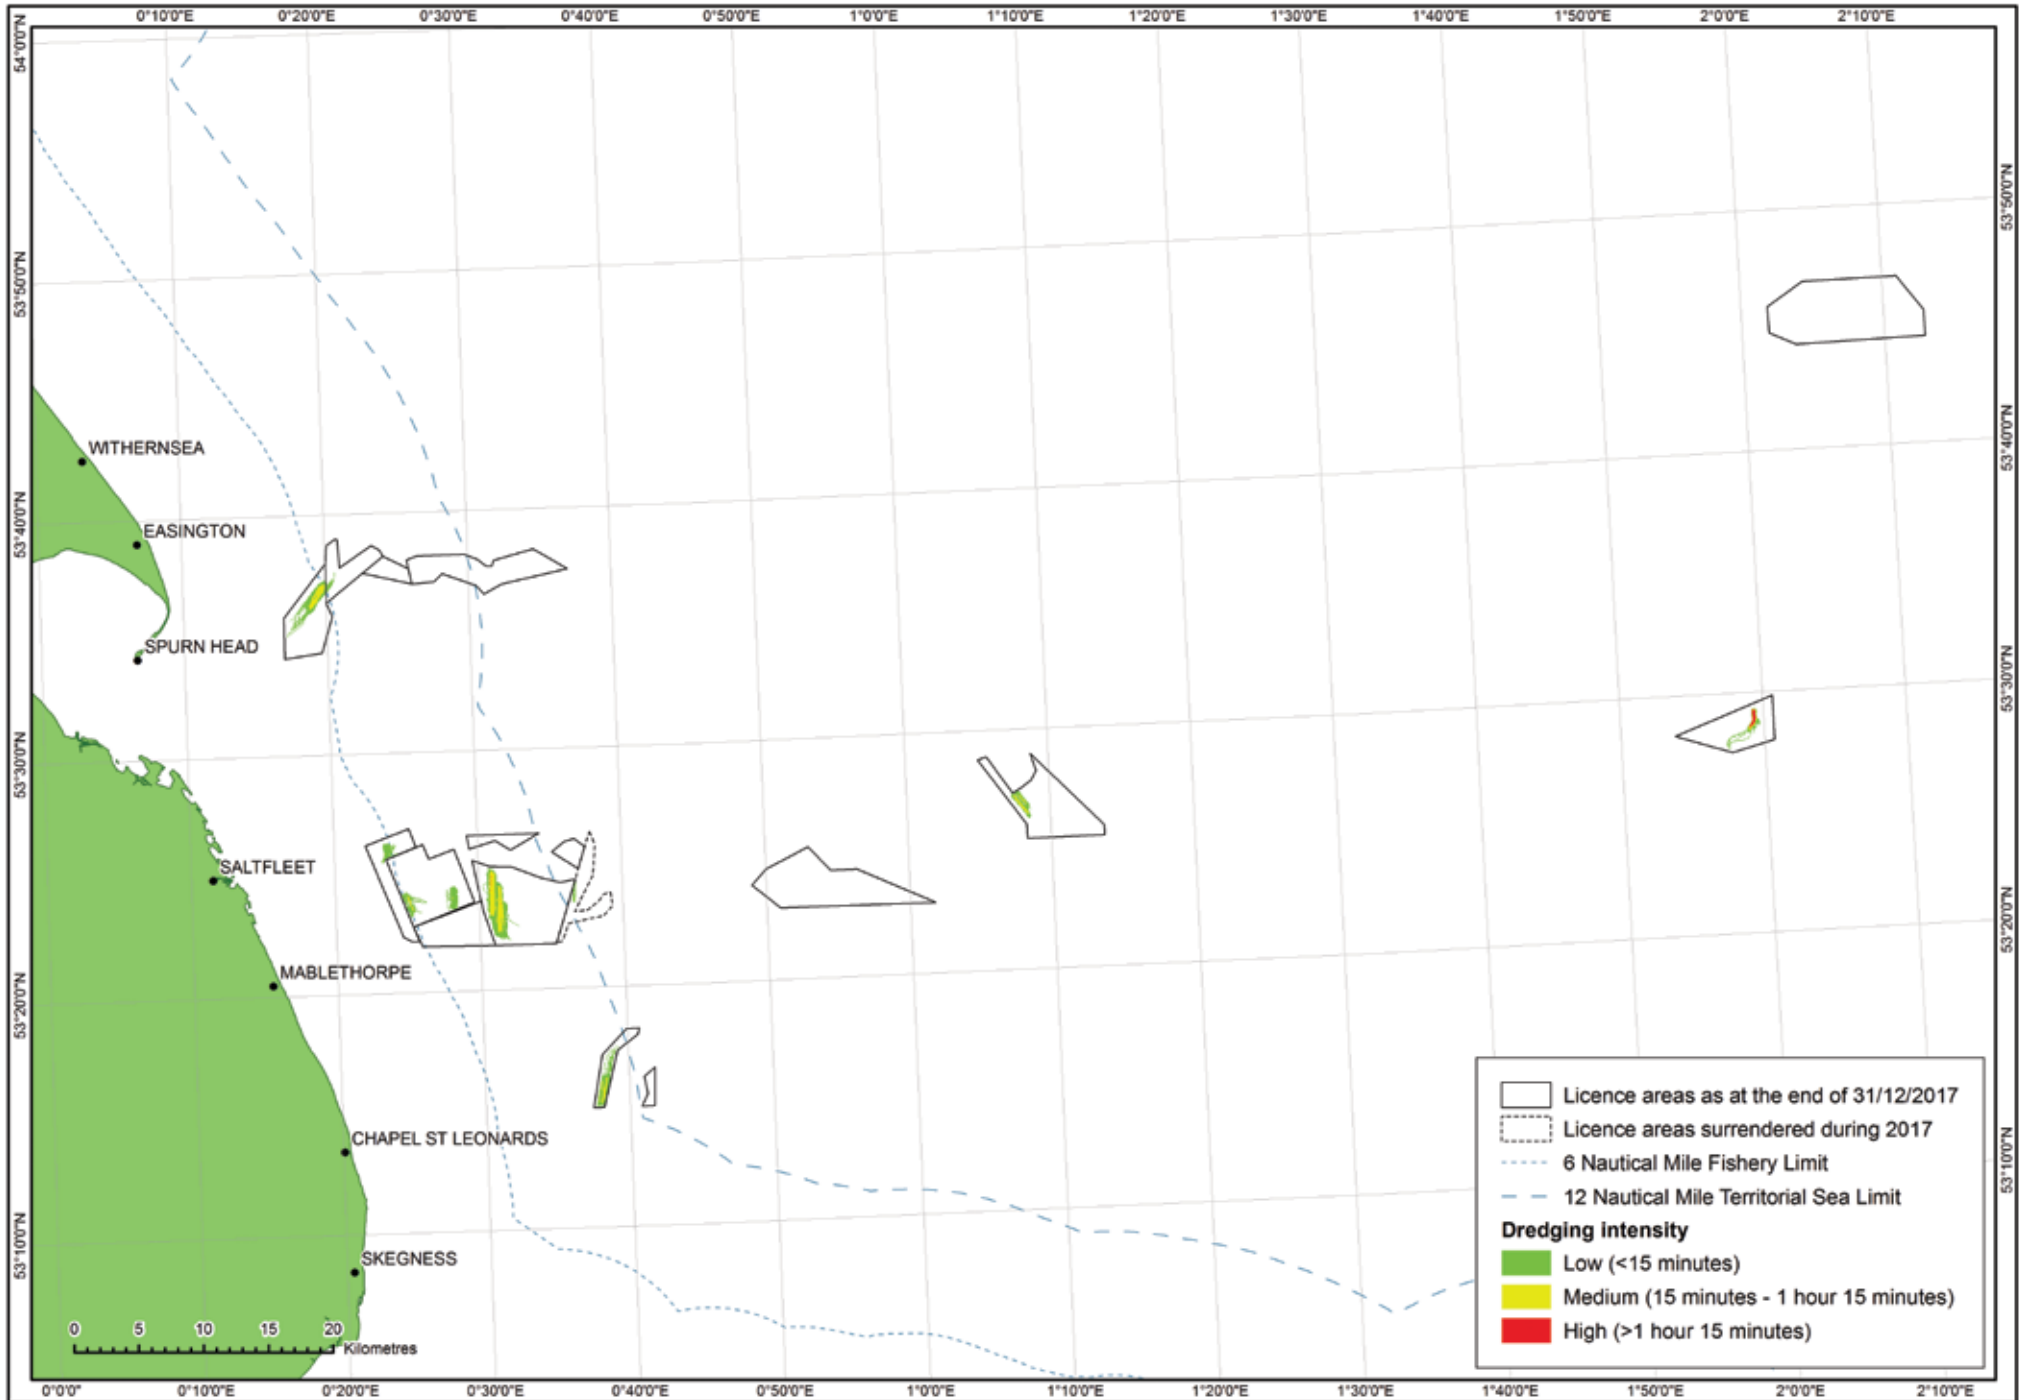 0°10'0"E 0°20'0"E 0°30'0"E 0°40'0"E 0°50'0"E 1°0'0"E 1°10'0"E 1°20'0"E 1°30'0"E 1°40'0"E 1°50'0"E 2°0'0"E 2°10'0"E
54°0'0"N
53°50'0"N
53°40'0"N
53°30'0"N
53°20'0"N
53°10'0"N
53°50'0"N
53°40'0"N
53°30'0"N
53°20'0"N
53°10'0"N
WITHERNSEA
EASINGTON
SPURN HEAD
SALTFLEET
MABLETHORPE
CHAPEL ST LEONARDS
SKEGNESS
0 5 10 15 20
Kilometres
Licence areas as at the end of 31/12/2017
Licence areas surrendered during 2017
6 Nautical Mile Fishery Limit
12 Nautical Mile Territorial Sea Limit
Dredging intensity
Low (<15 minutes)
Medium (15 minutes - 1 hour 15 minutes)
High (>1 hour 15 minutes)
0°0'0"E 0°10'0"E 0°20'0"E 0°30'0"E 0°40'0"E 0°50'0"E 1°0'0"E 1°10'0"E 1°20'0"E 1°30'0"E 1°40'0"E 1°50'0"E 2°0'0"E 2°10'0"E